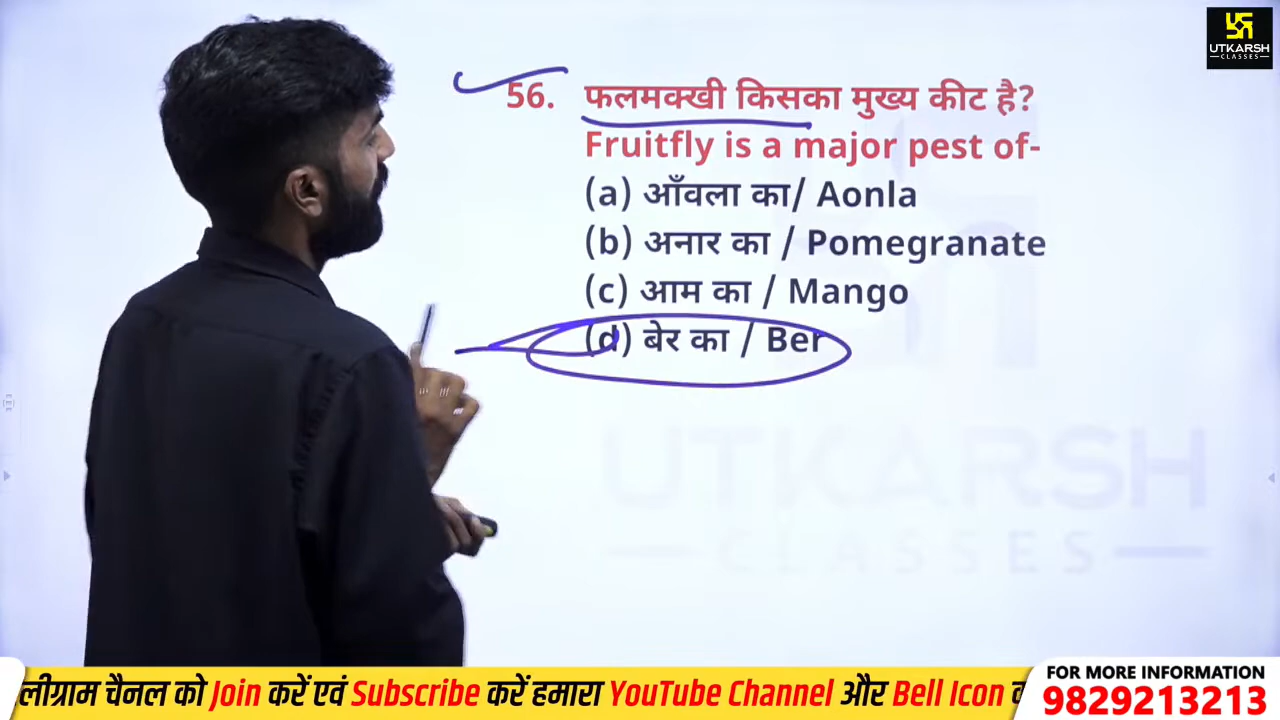 UTKARSH
CLASSES
56. फलमक्खी किसका मुख्य कीट है?
Fruitfly is a major pest of-
(a) आँवला का/ Aonla
(b) अनार का / Pomegranate
(c) आम का / Mango
(d) बेर का / Ber
UTKARSH
CLASSES
लीग्राम चैनल को Join करें एवं Subscribe करें हमारा YouTube Channel और Bell Icon
FOR MORE INFORMATION
9829213213